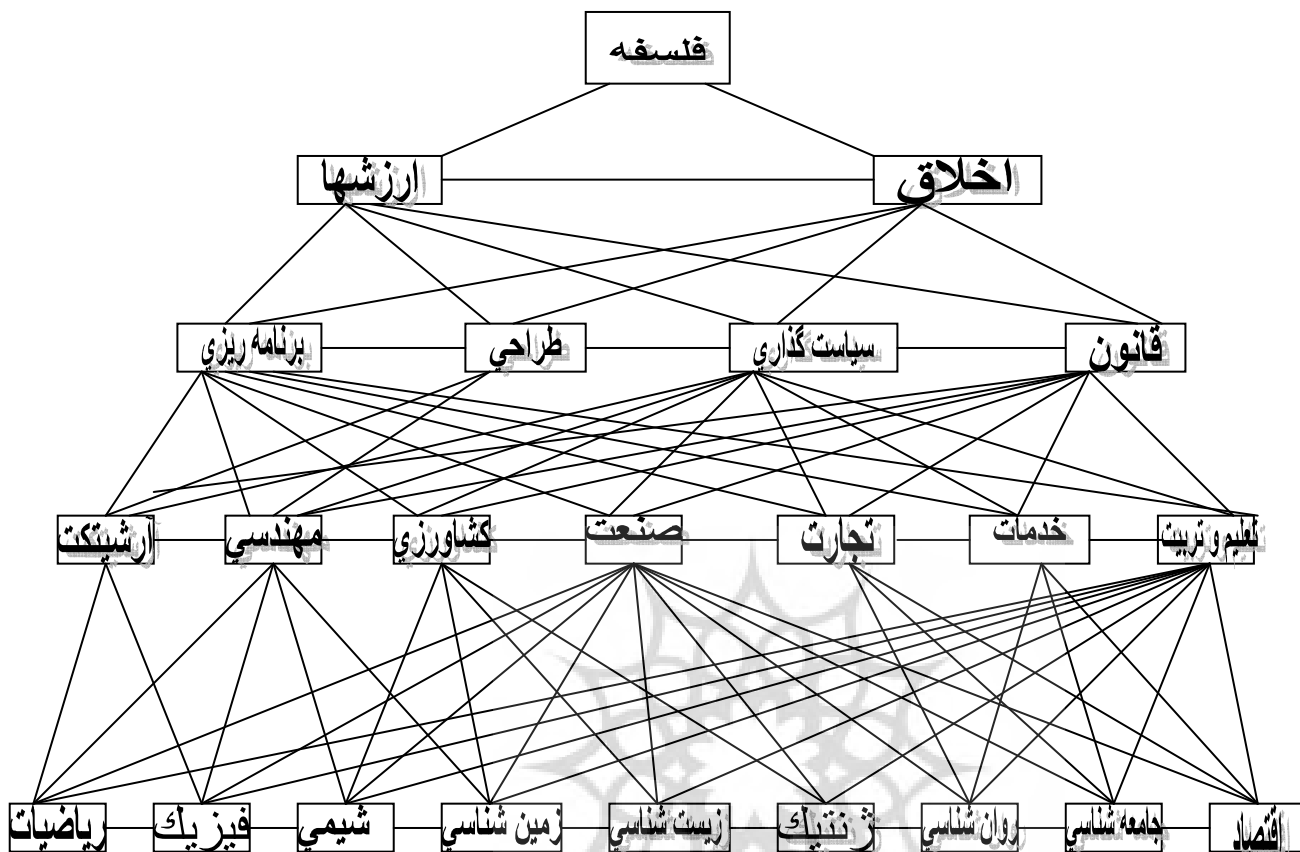 فلسفه
اخلاق ارزشها
قانون سياست گذاري طراحي برنامه ريزي
تعليم و تربيت خدمات تجارت صنعت كشاورزي مهندسي آرشيتكت
اقتصاد جامعه شناسي روان شناسي ژنتيك زيست شناسي زمين شناسي شيمي فيزيك رياضيات